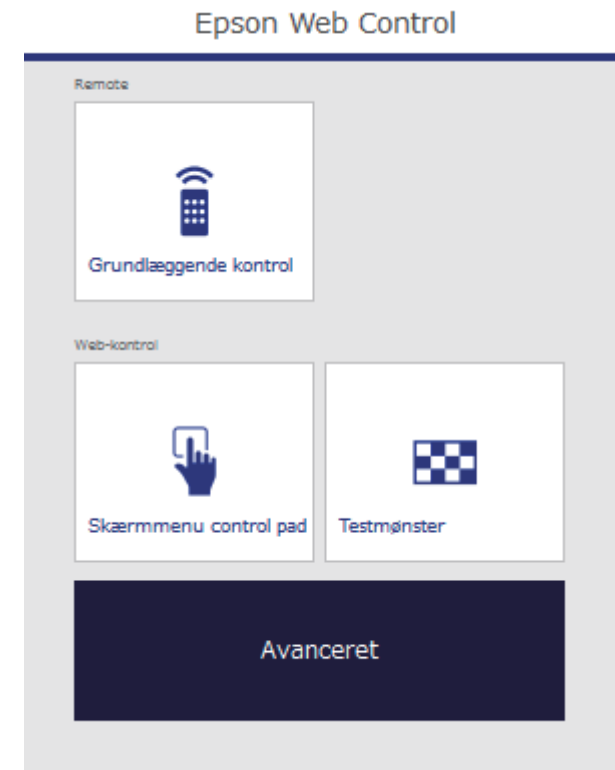 Epson Web Control
Remote
Grundlæggende kontrol
Web-kontrol
Skærmmenu control pad
Testmønster
Avanceret